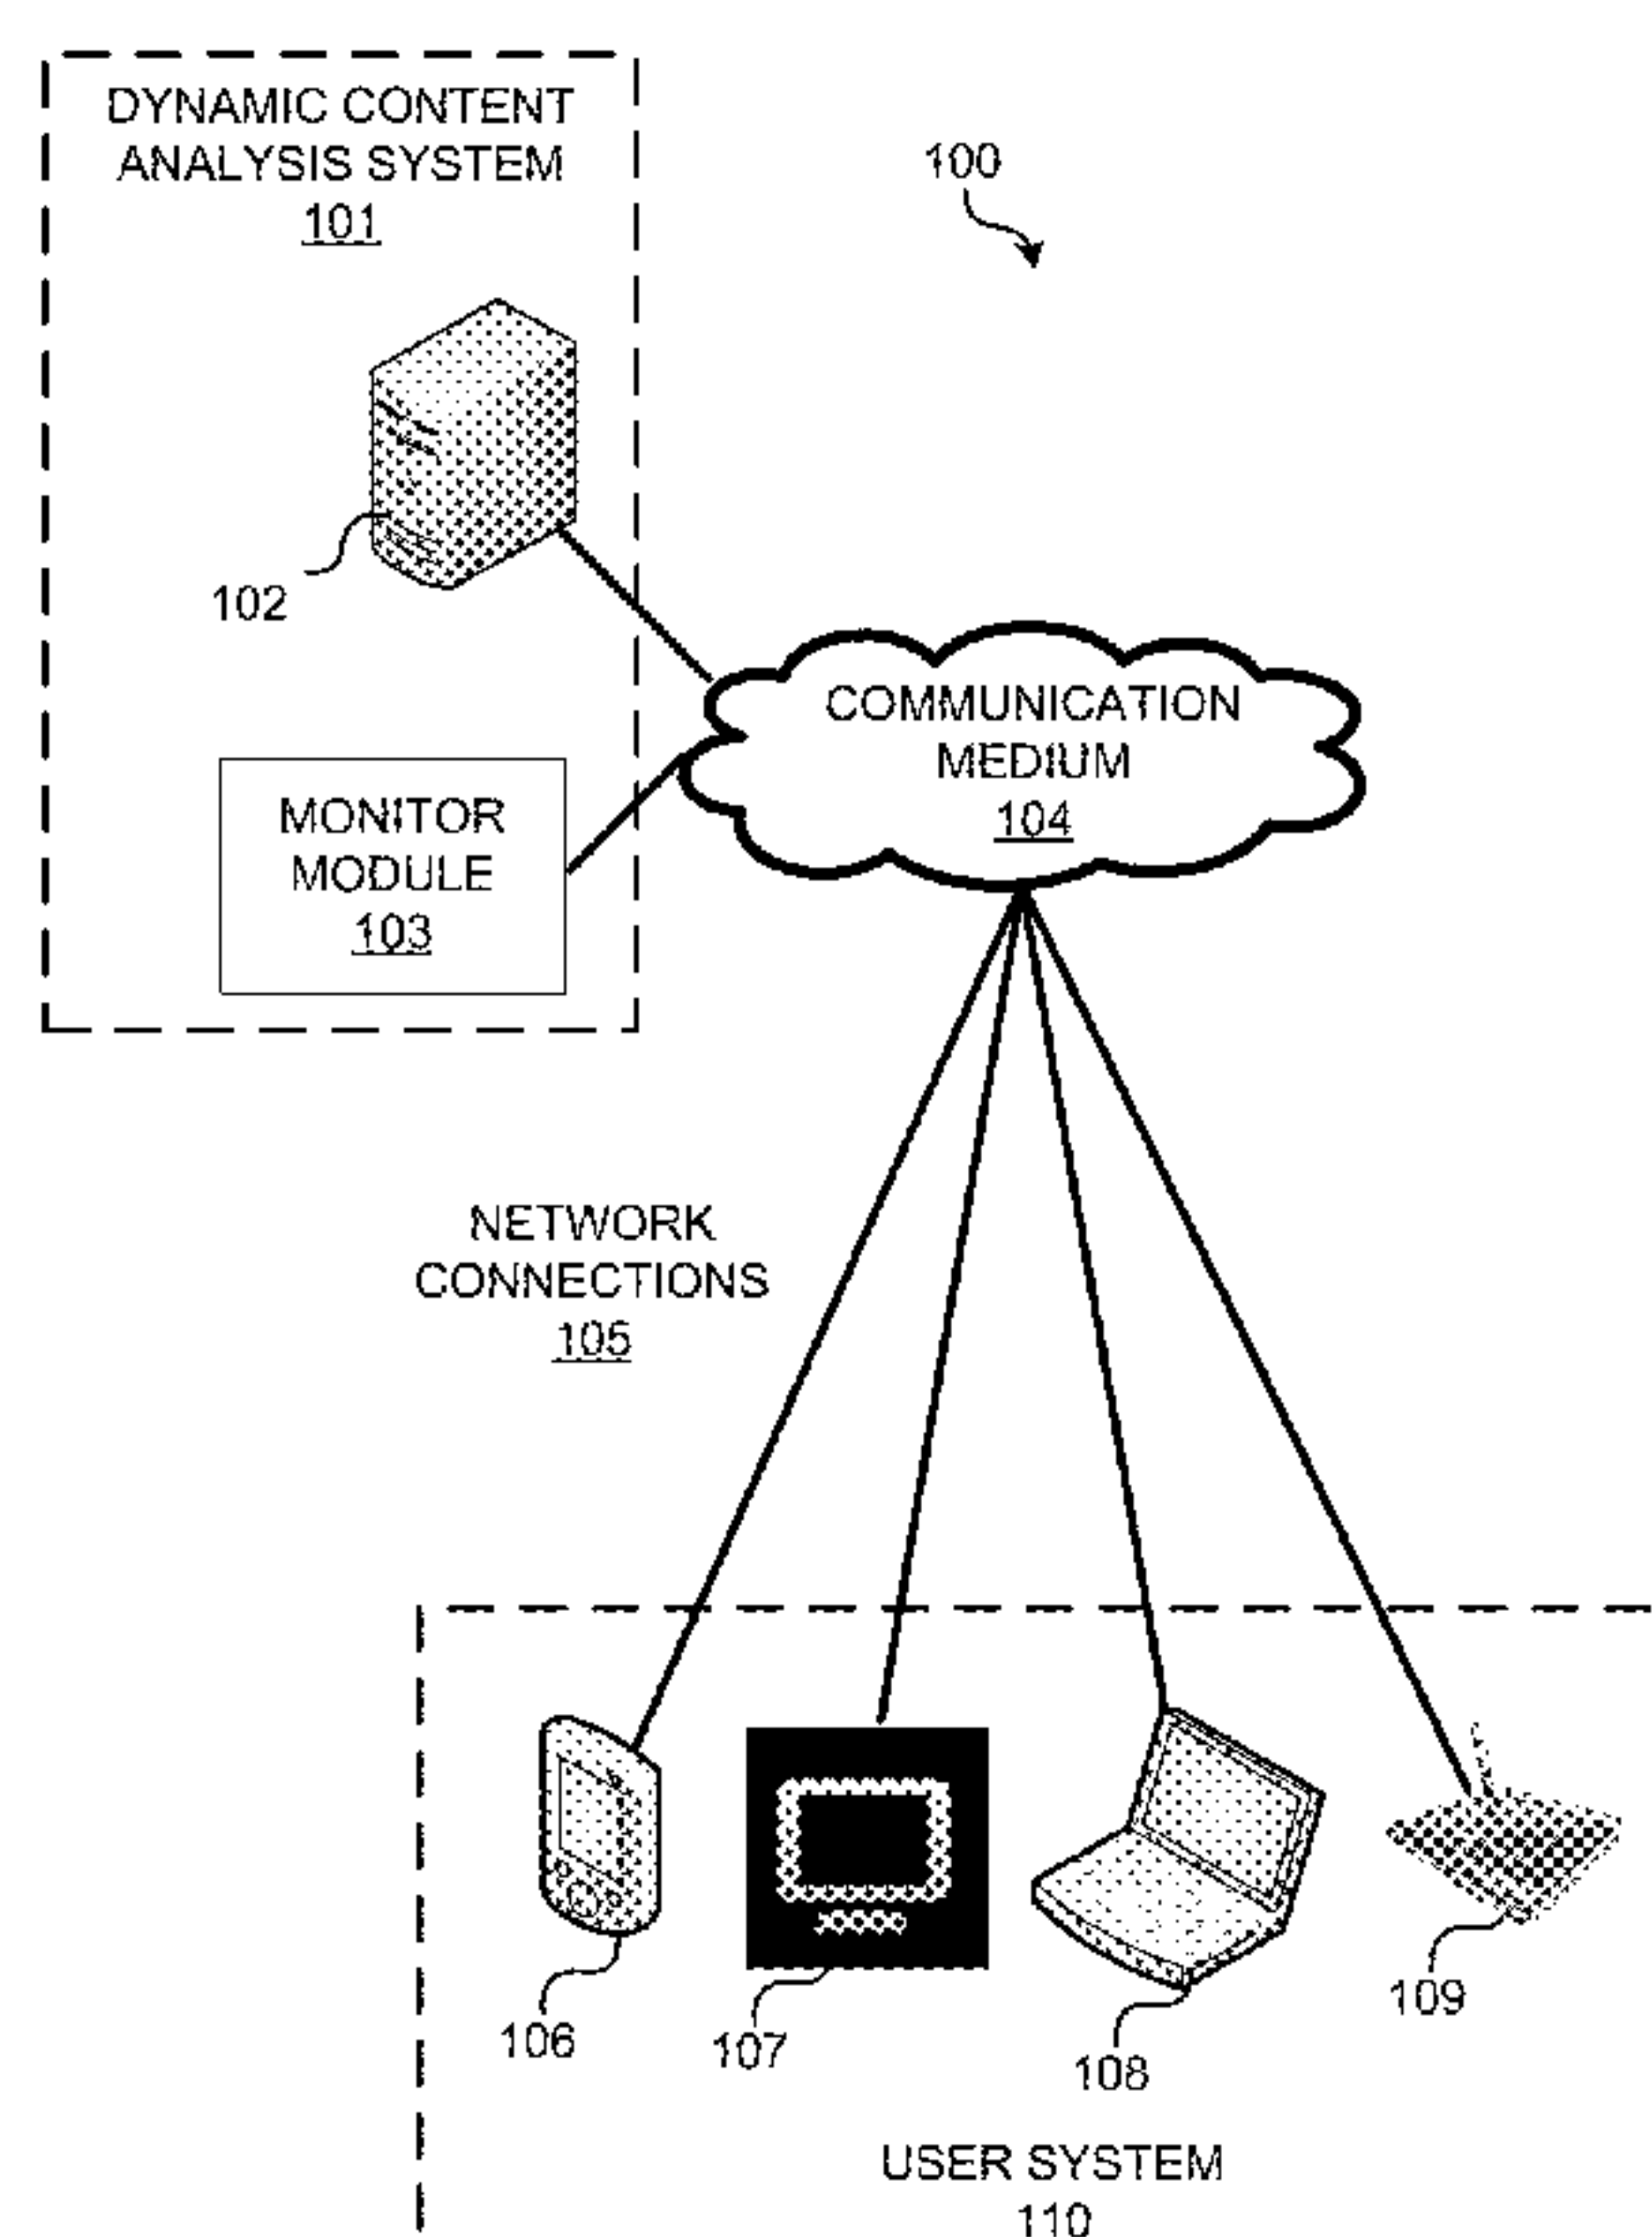 DYNAMIC CONTENT
ANALYSIS SYSTEM
101
100
102
COMMUNICATION
MEDIUM
104
MONITOR
MODULE
103
NETWORK
CONNECTIONS
105
106
107
108
109
USER SYSTEM
110